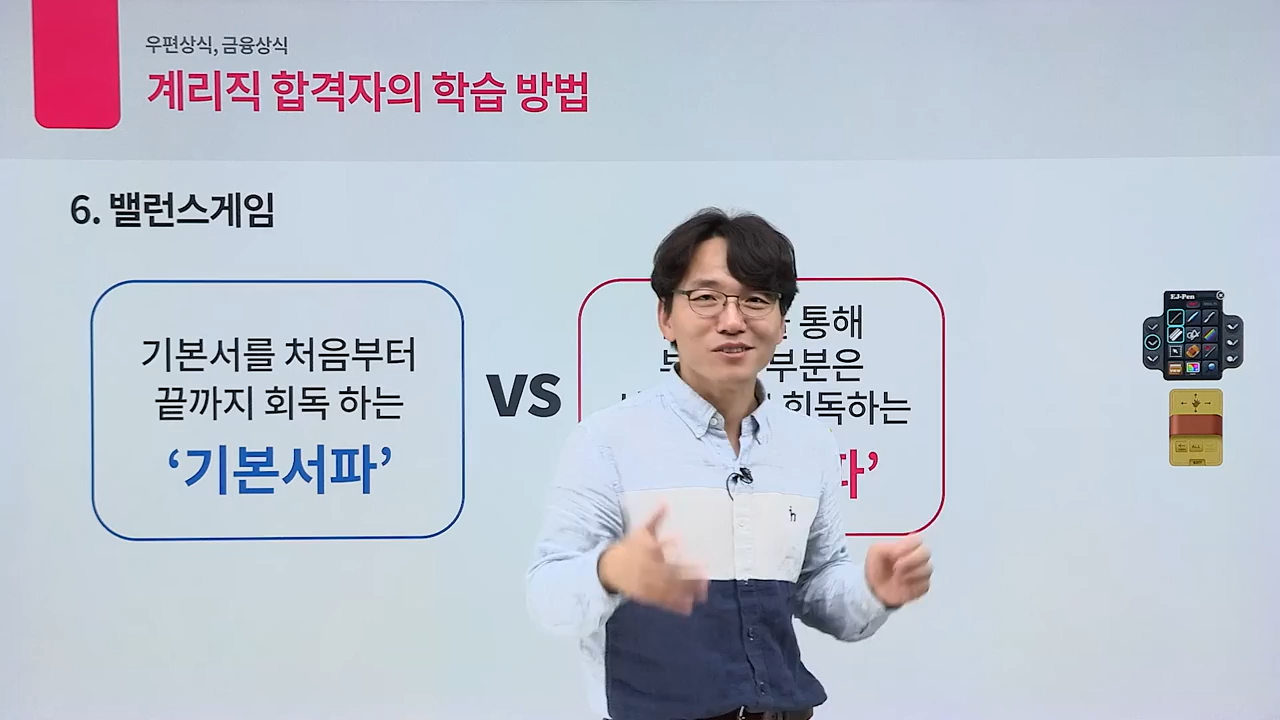 우편상식, 금융상식
계리직 합격자의 학습 방법
6. 밸런스게임
기본서를 처음부터
끝까지 회독 하는
‘기본서파’
VS
통해
부분은
회독하는
EJ-Pen